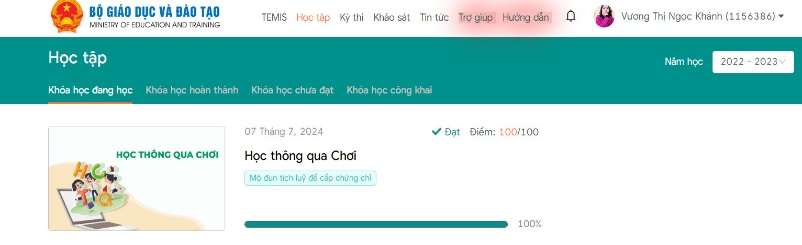 BỘ GIÁO DỤC VÀ ĐÀO TẠO
MINISTRY OF EDUCATION AND TRAINING
TEMIS Học tập Kỳ thi Khảo sát Tin tức Trợ giúp Hướng dẫn Vương Thị Ngọc Khánh (1156386)
Học tập
Năm học 2022 - 2023
Khóa học đang học Khóa học hoàn thành Khóa học chưa đạt Khóa học công khai
HỌC THÔNG QUA CHƠI
07 Tháng 7, 2024 Đạt Điểm: 100/100
Học thông qua Chơi
Mô đun tích luỹ để cấp chứng chỉ
100%